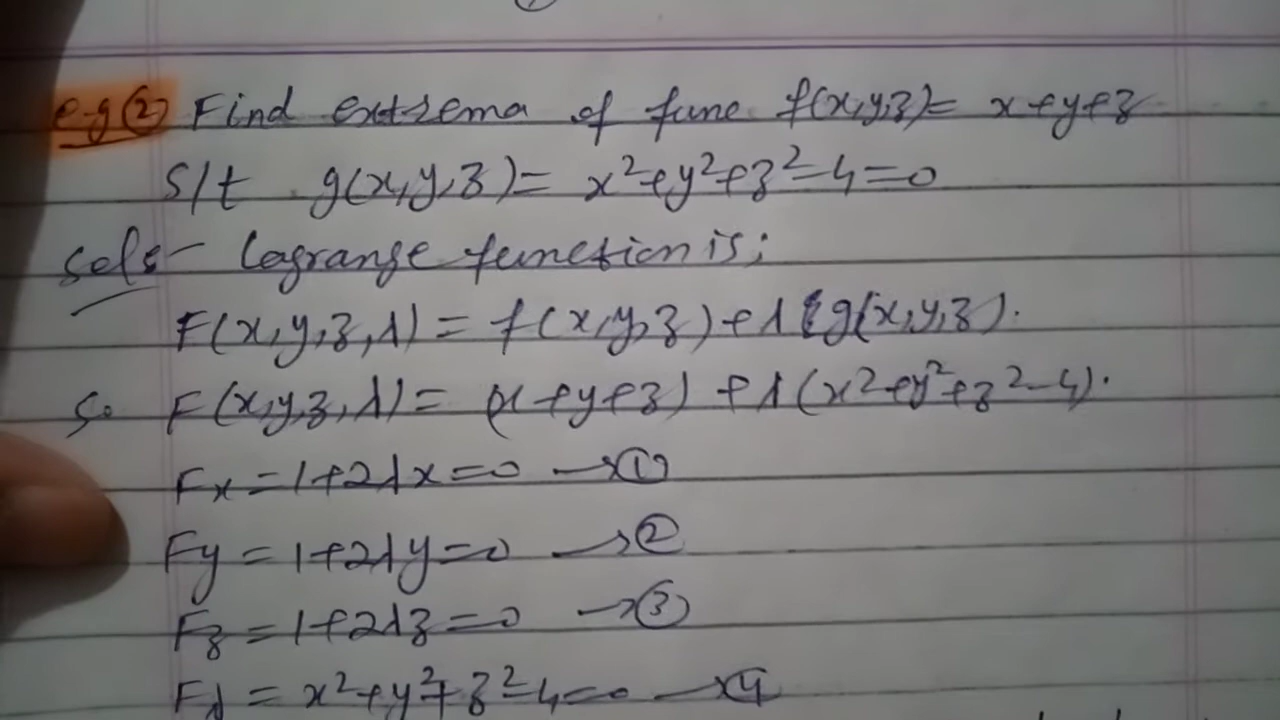 e.g (2) Find extrema of func f(x,y,z)= x+y+z
S/t g(x,y,z)= x²+y²+z²-4=0
Sol:- Lagrange function is;
F(x,y,z,λ) = f(x,y,z)+λ g(x,y,z).
So F(x,y,z,λ)= (x+y+z) +λ(x²+y²+z²-4).
Fx =1+2λx=0 →①
Fy =1+2λy=0 →②
Fz =1+2λz=0 →③
Fλ = x²+y²+z²-4=0 →④